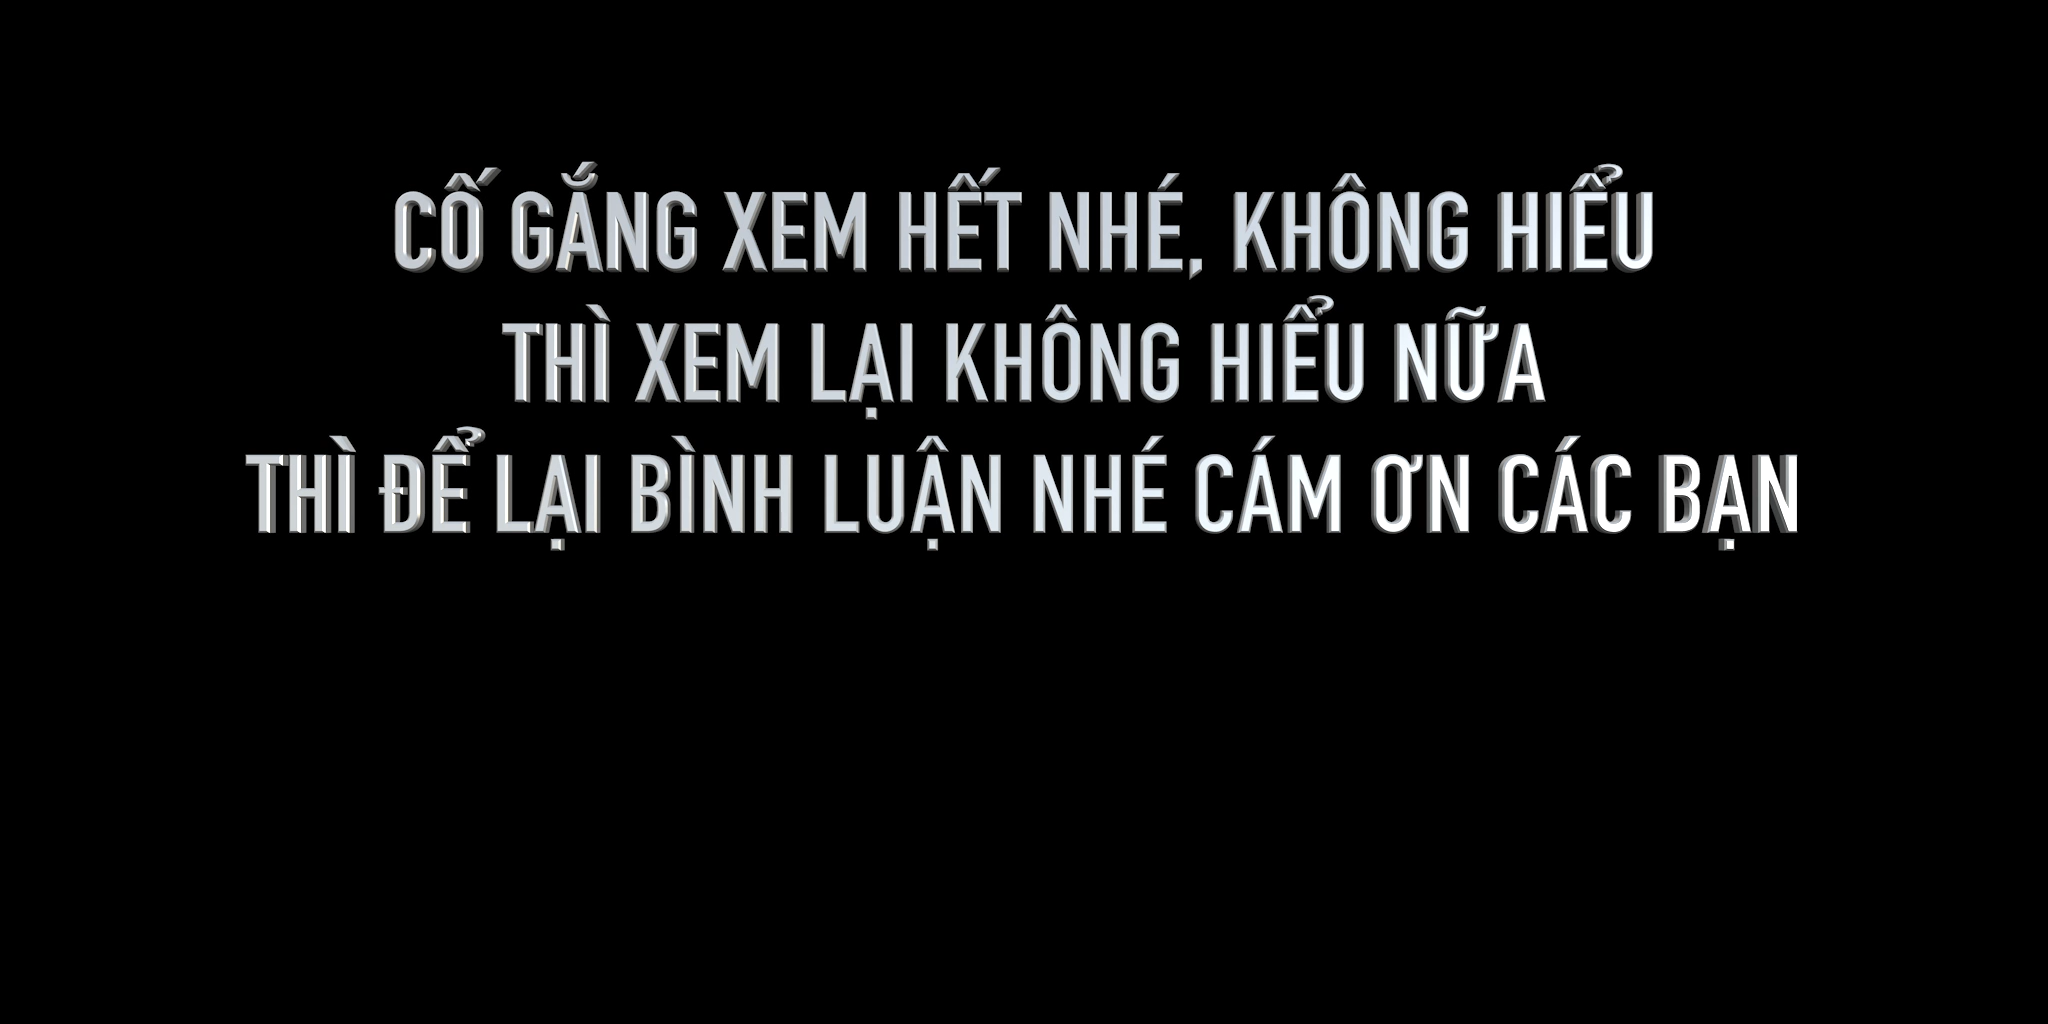 CỐ GẮNG XEM HẾT NHÉ, KHÔNG HIỂU
THÌ XEM LẠI KHÔNG HIỂU NỮA
THÌ ĐỂ LẠI BÌNH LUẬN NHÉ CÁM ƠN CÁC BẠN